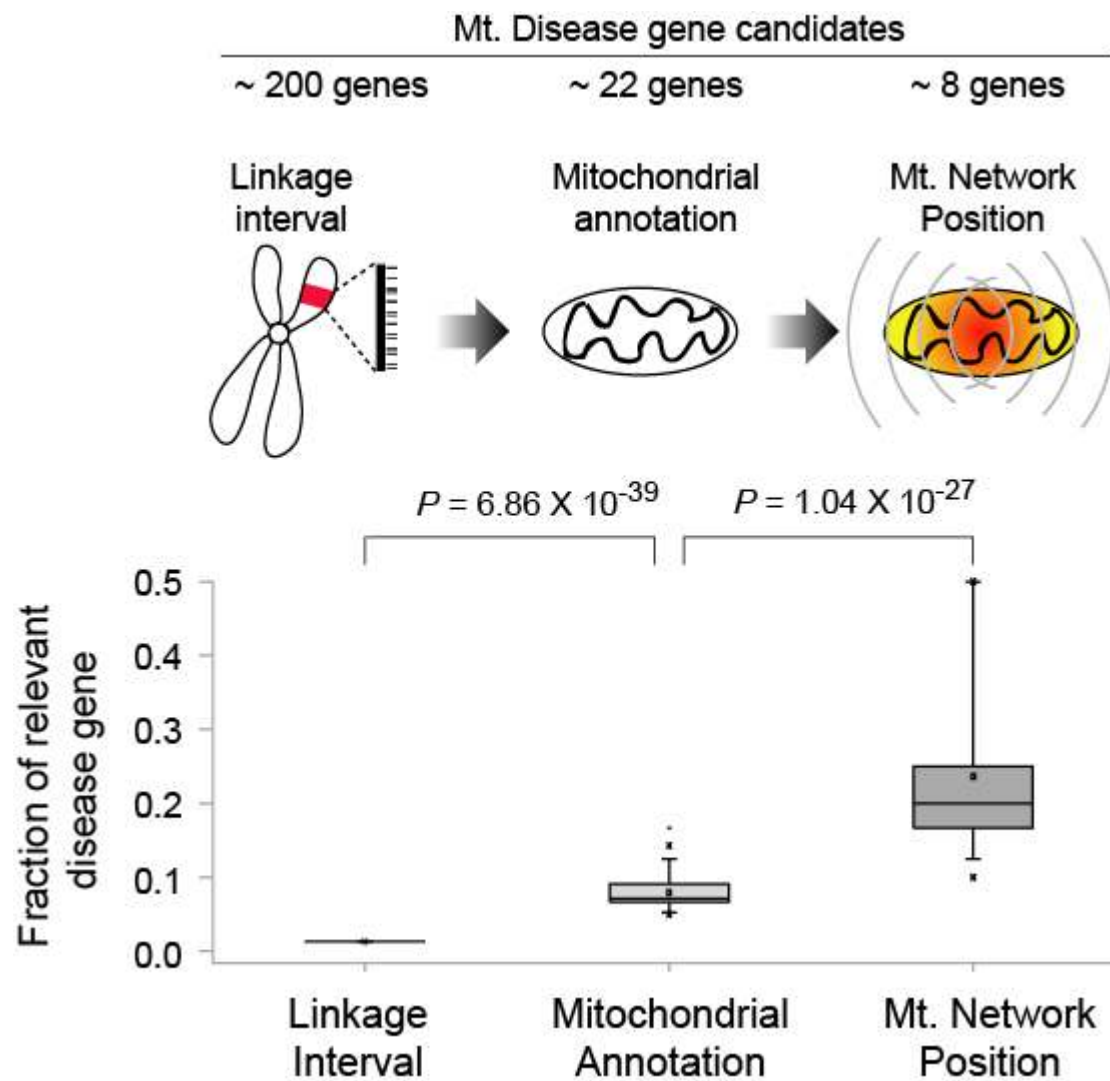 Mt. Disease gene candidates
~ 200 genes ~ 22 genes ~ 8 genes
Linkage interval
Mitochondrial annotation
Mt. Network Position
P = 6.86 X 10⁻³⁹
P = 1.04 X 10⁻²⁷
Fraction of relevant
disease gene
0.5
0.4
0.3
0.2
0.1
0.0
Linkage
Interval
Mitochondrial
Annotation
Mt. Network
Position